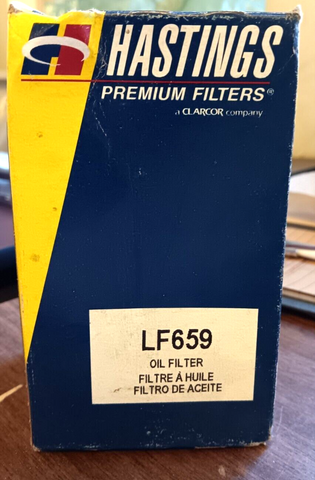 HASTINGS
PREMIUM FILTERS®
a CLARCOR company
LF659
OIL FILTER
FILTRE Á HUILE
FILTRO DE ACEITE